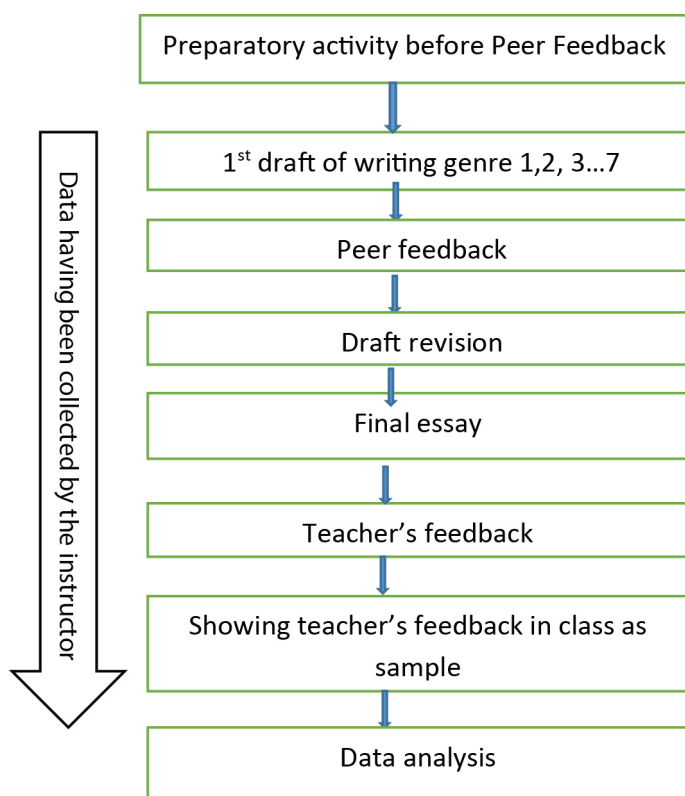 Preparatory activity before Peer Feedback
1st draft of writing genre 1,2, 3...7
Peer feedback
Draft revision
Final essay
Teacher’s feedback
Showing teacher’s feedback in class as
sample
Data analysis
Data having been collected by the instructor